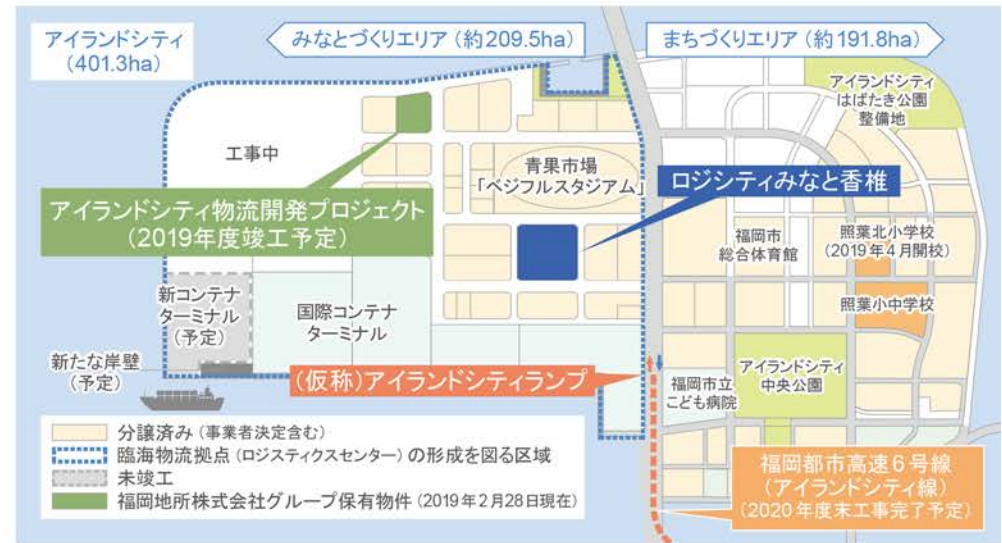 アイランドシティ
(401.3ha)
みなとづくりエリア (約209.5ha)
まちづくりエリア (約191.8ha)
アイランドシティ
はばたき公園
整備地
工事中
青果市場
「ベジフルスタジアム」
ロジシティみなと香椎
アイランドシティ物流開発プロジェクト
(2019年度竣工予定)
福岡市
総合体育館
照葉北小学校
(2019年4月開校)
照葉小中学校
新コンテナ
ターミナル
(予定)
国際コンテナ
ターミナル
新たな岸壁
(予定)
(仮称)アイランドシティランプ
福岡市立
こども病院
アイランドシティ
中央公園
分譲済み (事業者決定含む)
臨海物流拠点 (ロジスティクスセンター) の形成を図る区域
未竣工
福岡地所株式会社グループ保有物件 (2019年2月28日現在)
福岡都市高速6号線
(アイランドシティ線)
(2020年度末工事完了予定)